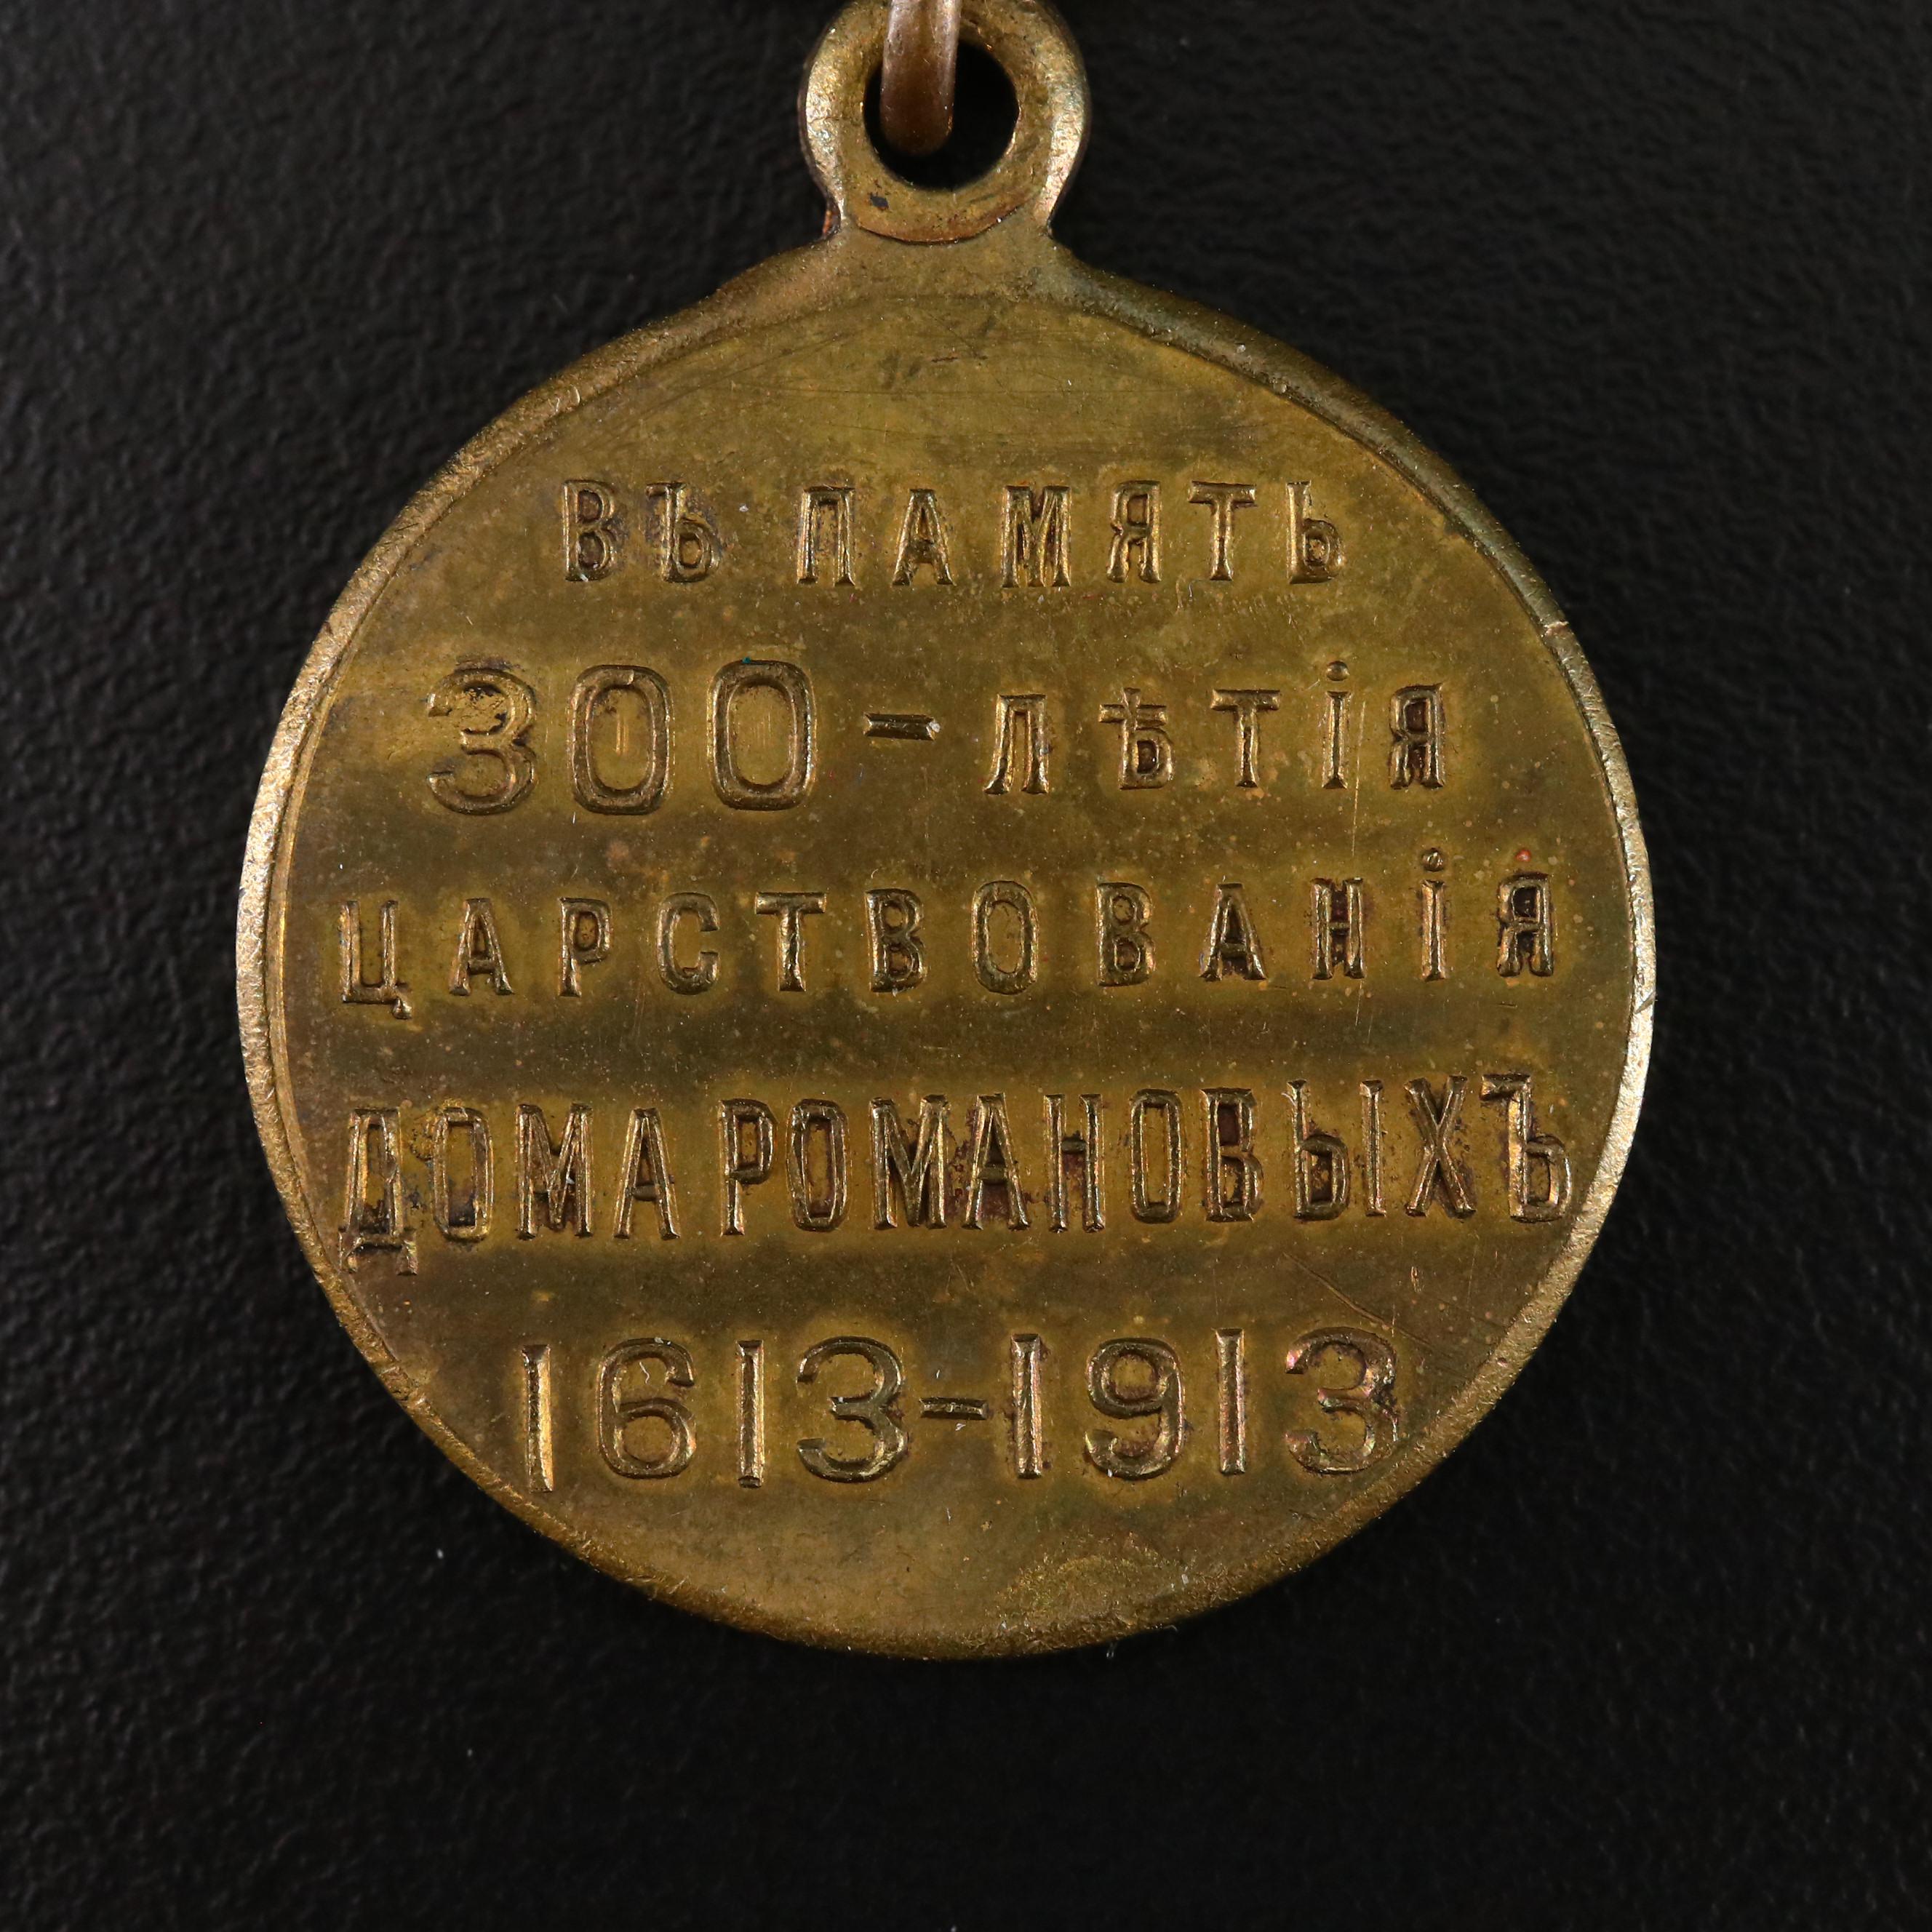 ВЪ ПАМЯТЬ
300-лѢТіЯ
ЦАРСТВОВАНіЯ
ДОМА РОМАНОВЫХЪ
1613-1913